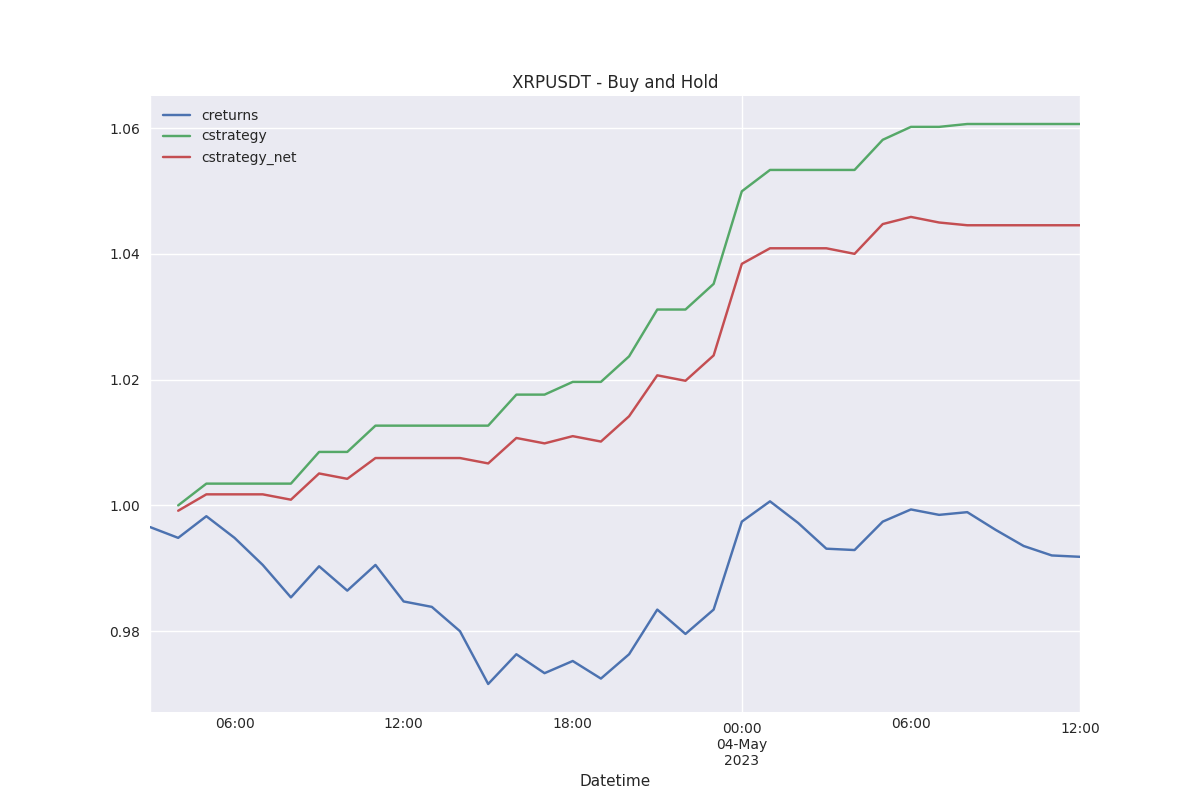 XRPUSDT - Buy and Hold
creturns
cstrategy
cstrategy_net
1.06
1.04
1.02
1.00
0.98
06:00
12:00
18:00
00:00
04-May
2023
06:00
12:00
Datetime